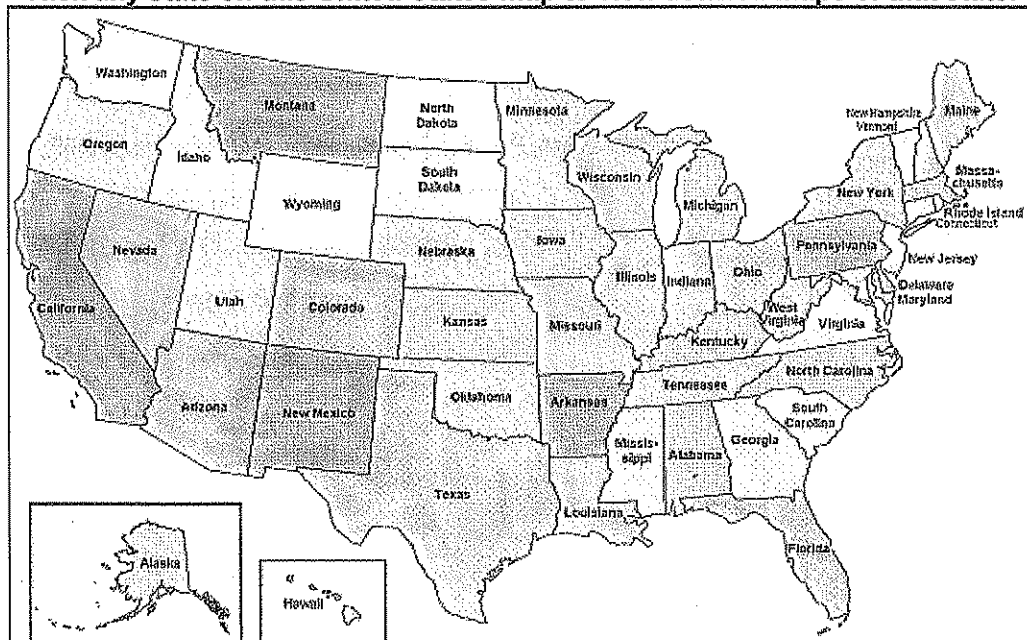 Washington
Montana
North
Dakota
Minnesota
Oregon
Idaho
South
Dakota
Wisconsin
Michigan
New Hampshire
Vermont
Maine
Wyoming
New York
Massa-
chusetts
Rhode Island
Connecticut
Nevada
Nebraska
Iowa
Pennsylvania
New Jersey
California
Utah
Colorado
Kansas
Missouri
Illinois
Indiana
Ohio
West
Virginia
Virginia
Delaware
Maryland
Kentucky
Arizona
New Mexico
Oklahoma
Arkansas
Tennessee
North Carolina
South
Carolina
Texas
Missis-
sippi
Alabama
Georgia
Louisiana
Florida
Alaska
Hawaii